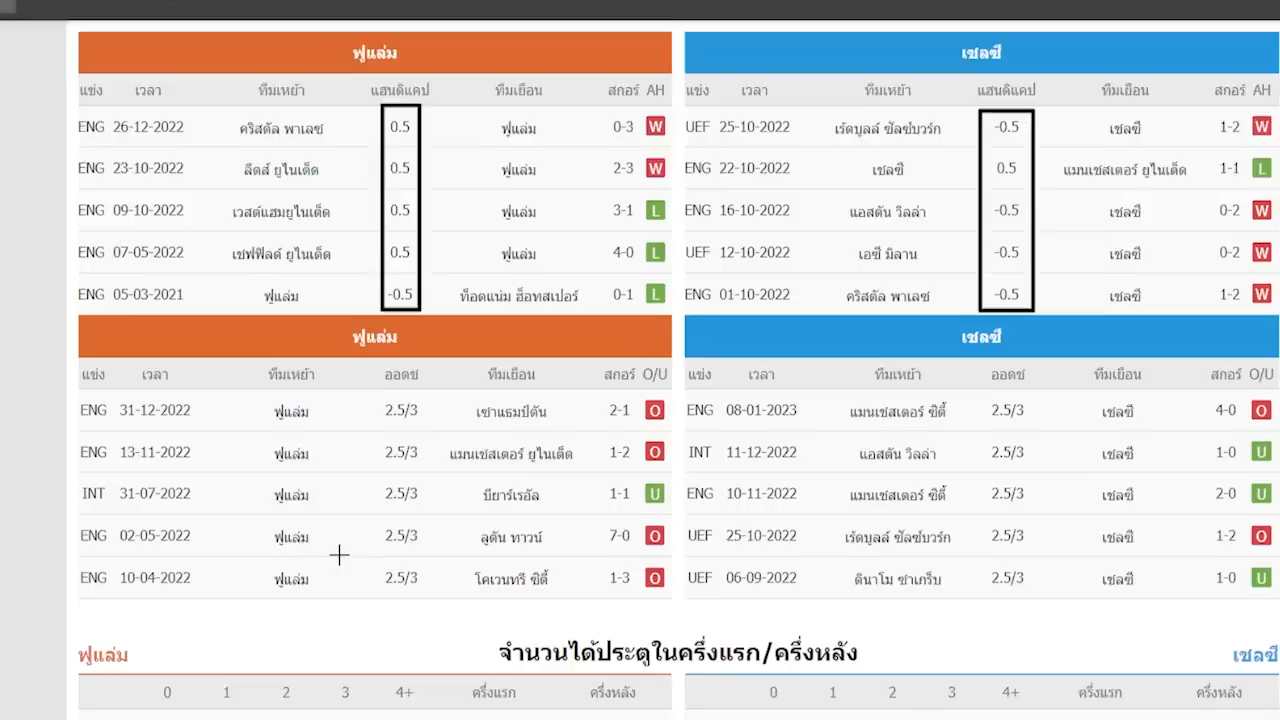 ฟูแล่ม
แข่ง เวลา ทีมเหย้า แฮนดิแคป ทีมเยือน สกอร์ AH
ENG 26-12-2022 คริสตัล พาเลซ 0.5 ฟูแล่ม 0-3 W
ENG 23-10-2022 ลีดส์ ยูไนเต็ด 0.5 ฟูแล่ม 2-3 W
ENG 09-10-2022 เวสต์แฮมยูไนเต็ด 0.5 ฟูแล่ม 3-1 L
ENG 07-05-2022 เชฟฟิลด์ ยูไนเต็ด 0.5 ฟูแล่ม 4-0 L
ENG 05-03-2021 ฟูแล่ม -0.5 ท็อตแน่ม ฮ็อทสเปอร์ 0-1 L
เชลซี
แข่ง เวลา ทีมเหย้า แฮนดิแคป ทีมเยือน สกอร์ AH
UEF 25-10-2022 เร้ดบูลล์ ซัลซ์บวร์ก -0.5 เชลซี 1-2 W
ENG 22-10-2022 เชลซี 0.5 แมนเชสเตอร์ ยูไนเต็ด 1-1 L
ENG 16-10-2022 แอสตัน วิลล่า -0.5 เชลซี 0-2 W
UEF 12-10-2022 เอซี มิลาน -0.5 เชลซี 0-2 W
ENG 01-10-2022 คริสตัล พาเลซ -0.5 เชลซี 1-2 W
ฟูแล่ม
แข่ง เวลา ทีมเหย้า ออดซ์ ทีมเยือน สกอร์ O/U
ENG 31-12-2022 ฟูแล่ม 2.5/3 เซาแธมป์ตัน 2-1 O
ENG 13-11-2022 ฟูแล่ม 2.5/3 แมนเชสเตอร์ ยูไนเต็ด 1-2 O
INT 31-07-2022 ฟูแล่ม 2.5/3 บียาร์เรอัล 1-1 U
ENG 02-05-2022 ฟูแล่ม 2.5/3 ลูตัน ทาวน์ 7-0 O
ENG 10-04-2022 ฟูแล่ม 2.5/3 โคเวนทรี ซิตี้ 1-3 O
เชลซี
แข่ง เวลา ทีมเหย้า ออดซ์ ทีมเยือน สกอร์ O/U
ENG 08-01-2023 แมนเชสเตอร์ ซิตี้ 2.5/3 เชลซี 4-0 O
INT 11-12-2022 แอสตัน วิลล่า 2.5/3 เชลซี 1-0 U
ENG 10-11-2022 แมนเชสเตอร์ ซิตี้ 2.5/3 เชลซี 2-0 U
UEF 25-10-2022 เร้ดบูลล์ ซัลซ์บวร์ก 2.5/3 เชลซี 1-2 O
UEF 06-09-2022 ดินาโม ซาเกร็บ 2.5/3 เชลซี 1-0 U
ฟูแล่ม จำนวนได้ประตูในครึ่งแรก/ครึ่งหลัง เชลซี
0 1 2 3 4+ ครึ่งแรก ครึ่งหลัง 0 1 2 3 4+ ครึ่งแรก ครึ่งหลัง